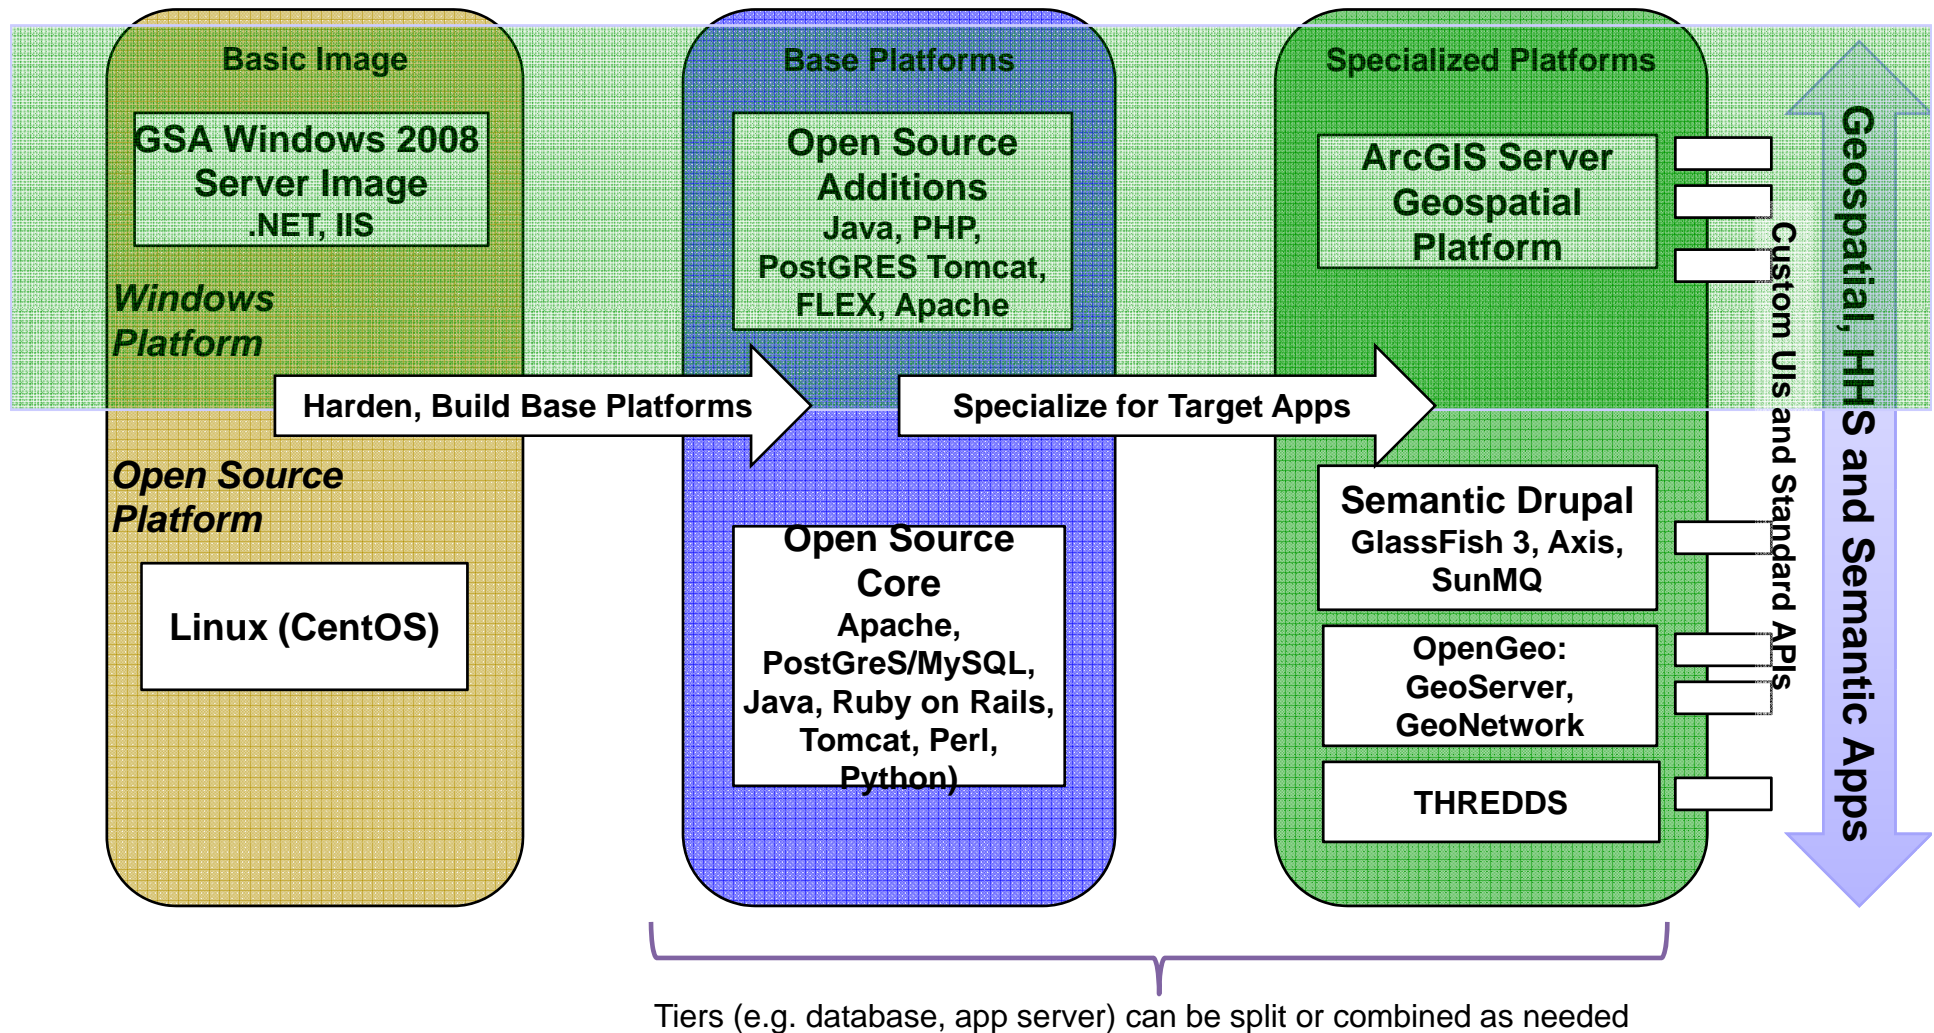 Basic Image
GSA Windows 2008
Server Image
.NET, IIS
Windows
Platform
Open Source
Platform
Linux (CentOS)
Harden, Build Base Platforms
Base Platforms
Open Source
Additions
Java, PHP,
PostGRES Tomcat,
FLEX, Apache
Open Source
Core
Apache,
PostGreS/MySQL,
Java, Ruby on Rails,
Tomcat, Perl,
Python)
Specialize for Target Apps
Specialized Platforms
ArcGIS Server
Geospatial
Platform
Semantic Drupal
GlassFish 3, Axis,
SunMQ
OpenGeo:
GeoServer,
GeoNetwork
THREDDS
Custom UIs and Standard APIs
Geospatial, HHS and Semantic Apps
Tiers (e.g. database, app server) can be split or combined as needed